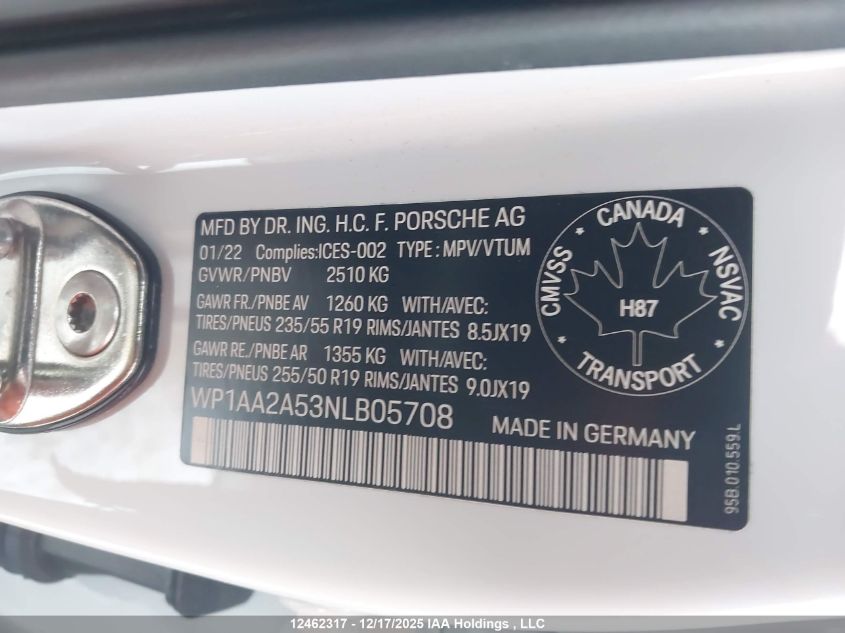 MFD BY DR. ING. H.C. F. PORSCHE AG
01/22 Complies:ICES-002 TYPE : MPV/VTUM
GVWR/PNBV 2510 KG
GAWR FR./PNBE AV 1260 KG WITH/AVEC:
TIRES/PNEUS 235/55 R19 RIMS/JANTES 8.5JX19
GAWR RE./PNBE AR 1355 KG WITH/AVEC:
TIRES/PNEUS 255/50 R19 RIMS/JANTES 9.0JX19
WP1AA2A53NLB05708 MADE IN GERMANY
CANADA
CMVSS
NSVAC
H87
TRANSPORT
95B.010.559.L
12462317 - 12/17/2025 IAA Holdings , LLC